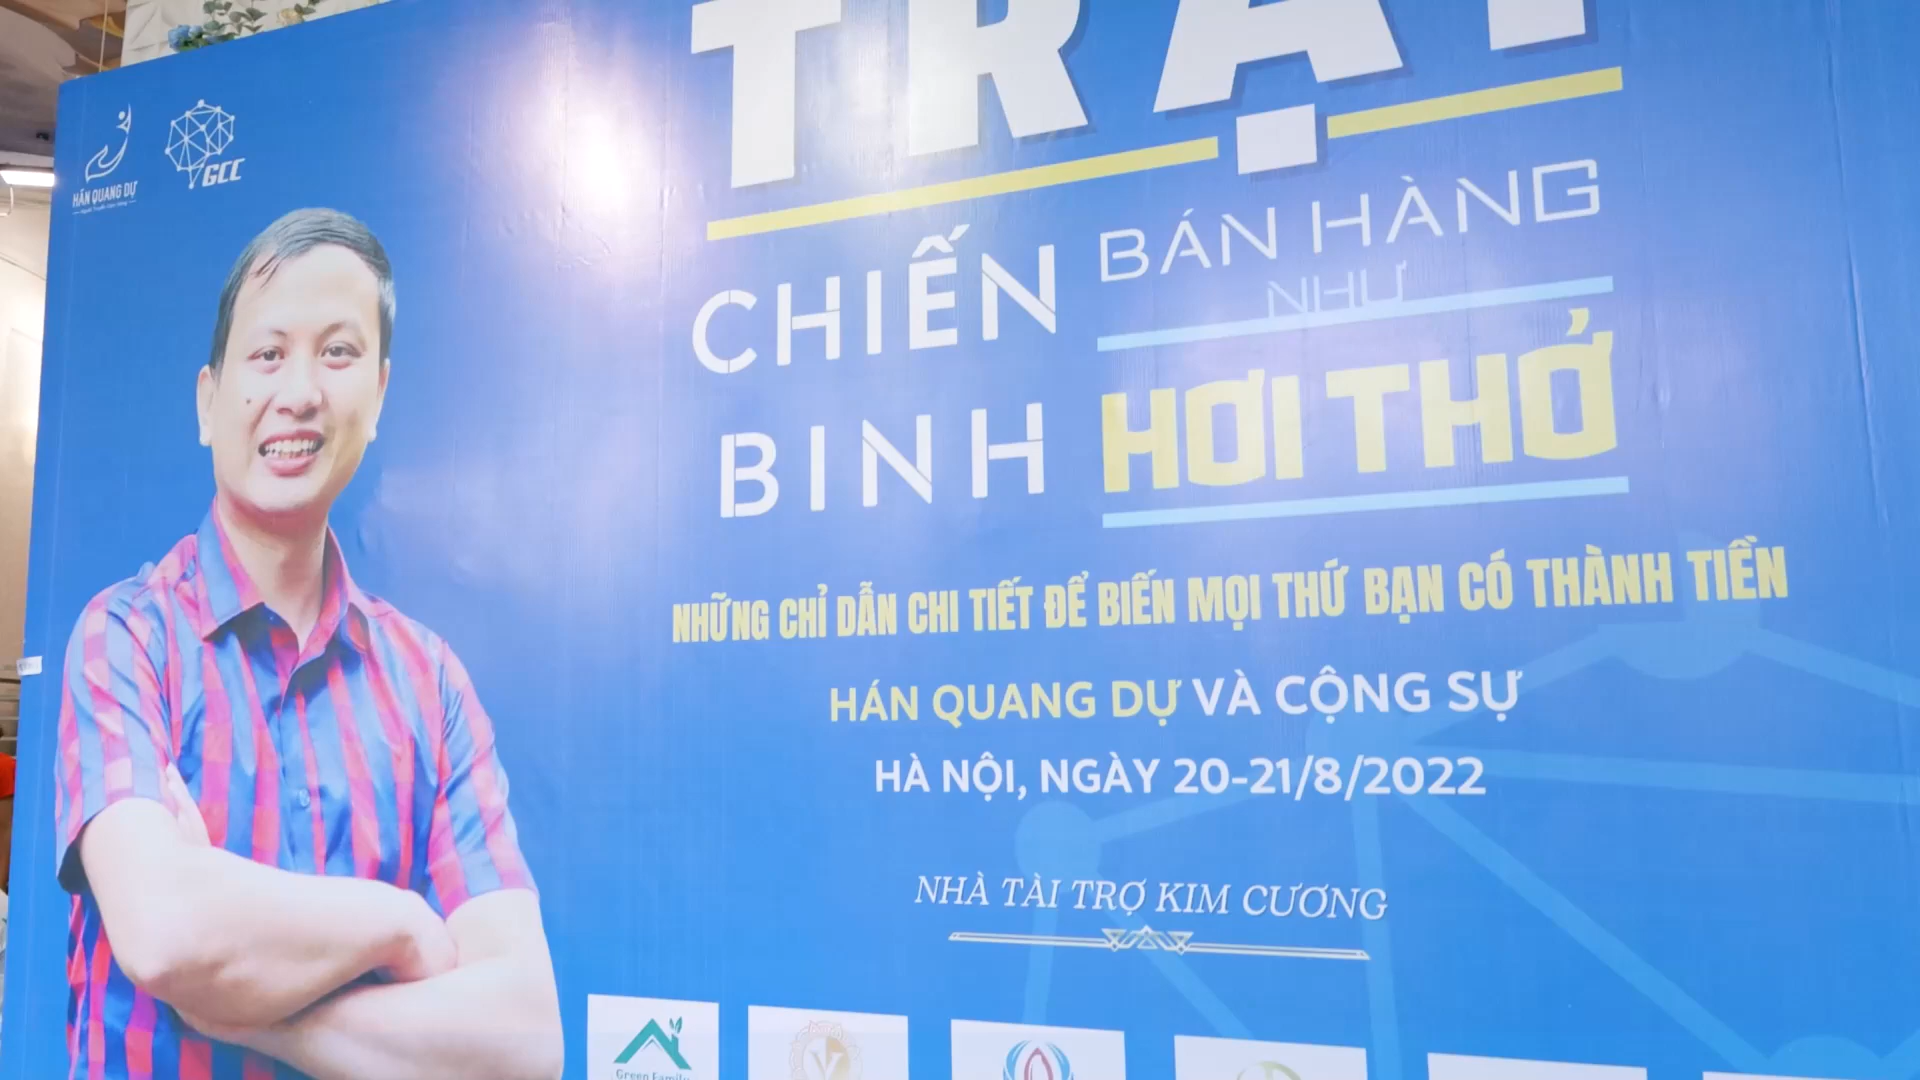 TRẠI
HÁN QUANG DỰ
GCC
CHIẾN
BINH
BÁN HÀNG
NHƯ
HƠI THỞ
NHỮNG CHỈ DẪN CHI TIẾT ĐỂ BIẾN MỌI THỨ BẠN CÓ THÀNH TIỀN
HÁN QUANG DỰ VÀ CỘNG SỰ
HÀ NỘI, NGÀY 20-21/8/2022
NHÀ TÀI TRỢ KIM CƯƠNG
Green Family